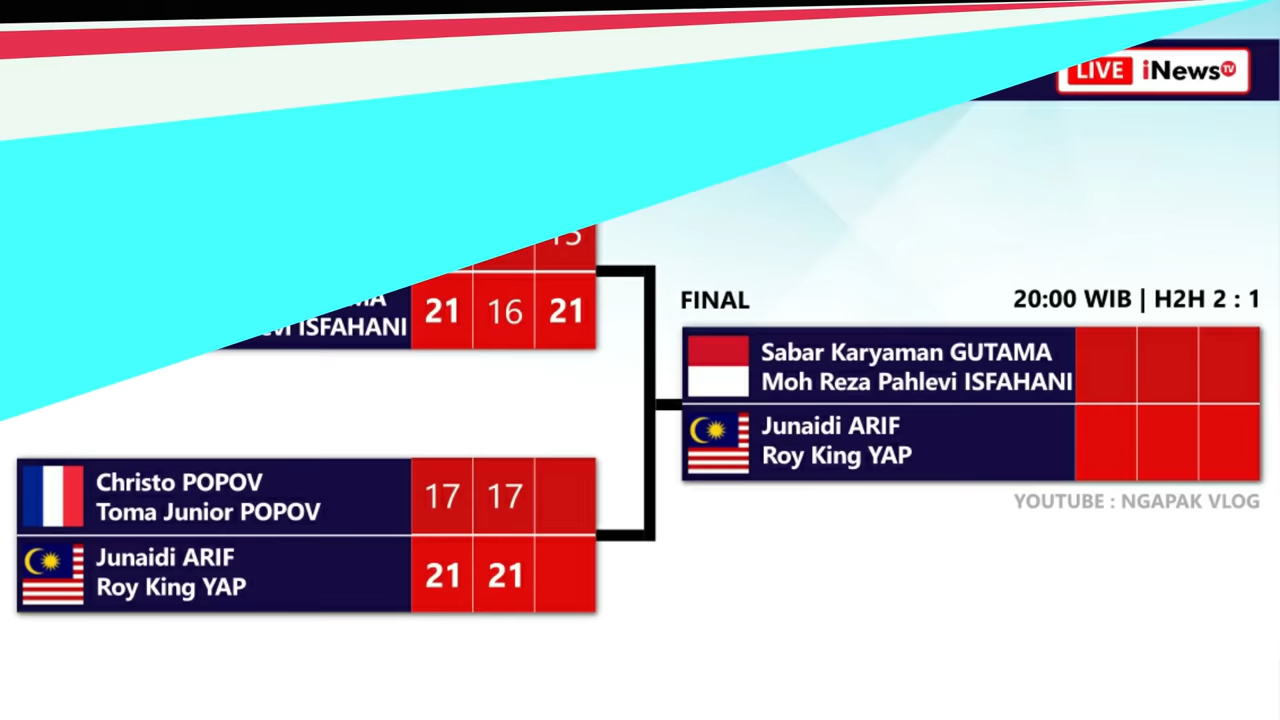 LIVE iNews TV
21 16 21
ISFAHANI
FINAL
20:00 WIB | H2H 2 : 1
Sabar Karyaman GUTAMA
Moh Reza Pahlevi ISFAHANI
Junaidi ARIF
Roy King YAP
YOUTUBE : NGAPAK VLOG
Christo POPOV
Toma Junior POPOV
17 17
Junaidi ARIF
Roy King YAP
21 21